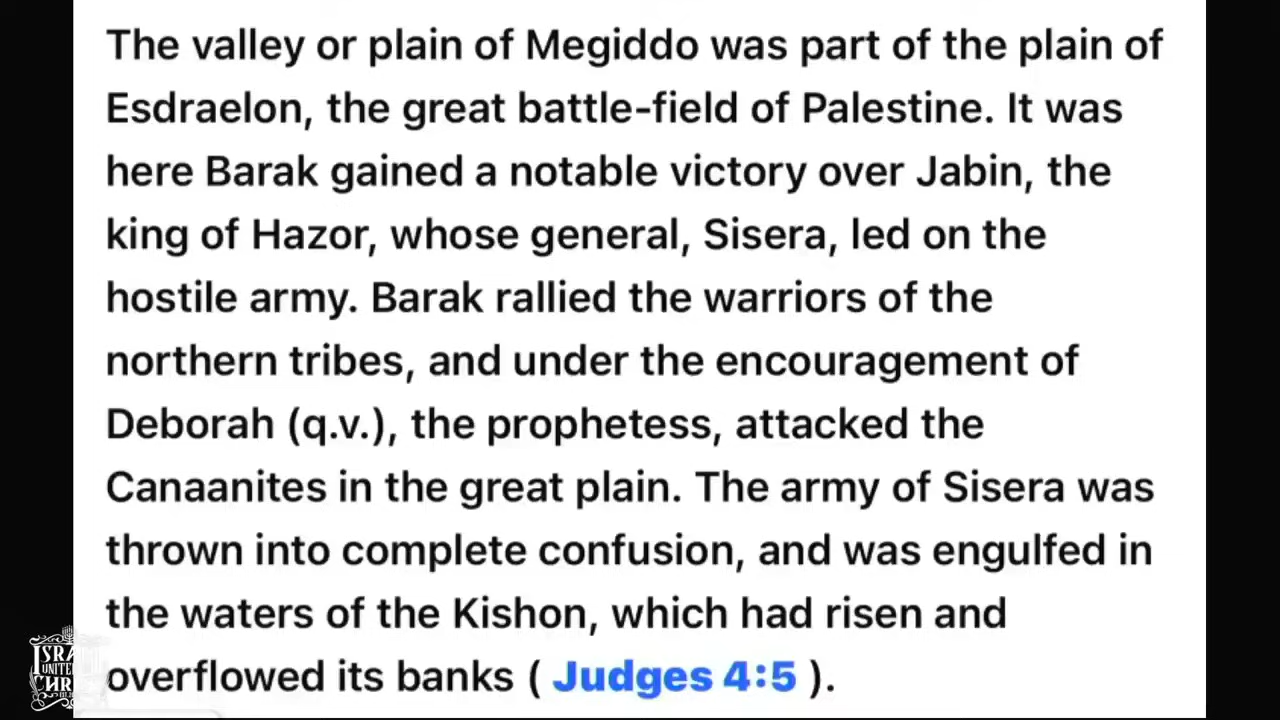 The valley or plain of Megiddo was part of the plain of
Esdraelon, the great battle-field of Palestine. It was
here Barak gained a notable victory over Jabin, the
king of Hazor, whose general, Sisera, led on the
hostile army. Barak rallied the warriors of the
northern tribes, and under the encouragement of
Deborah (q.v.), the prophetess, attacked the
Canaanites in the great plain. The army of Sisera was
thrown into complete confusion, and was engulfed in
the waters of the Kishon, which had risen and
overflowed its banks ( Judges 4:5 ).
UNITED